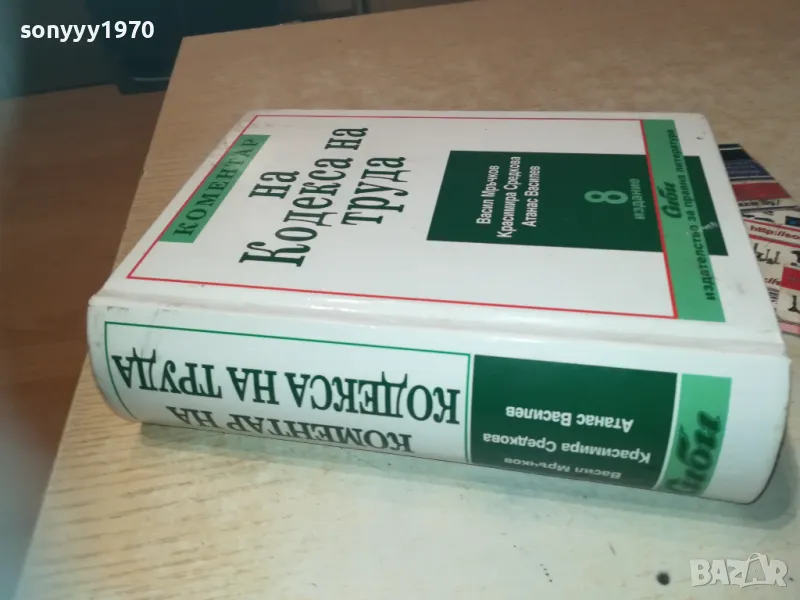 sonyyy1970
КОМЕНТАР
на
Кодекса на
труда
Васил Мръчков
Красимира Средкова
Атанас Василев
8
издание
Сиби
издателство за правна литература
КОМЕНТАР НА
КОДЕКСА НА ТРУДА
Васил Мръчков
Красимира Средкова
Атанас Василев
Сиби
BAZAR